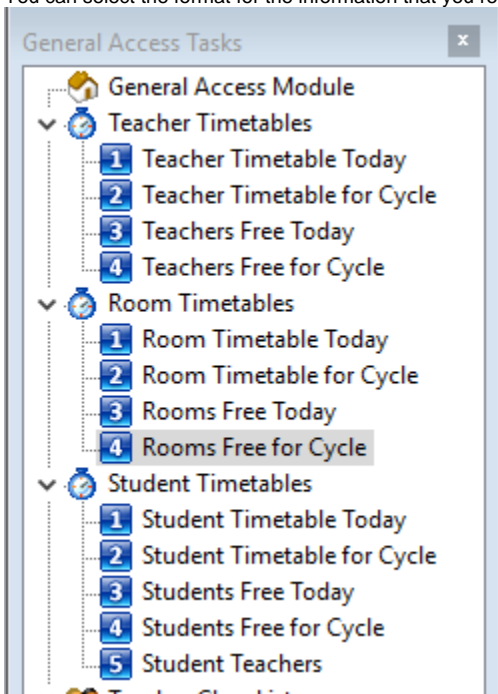 You can select the format for the information that you re
General Access Tasks x
General Access Module
Teacher Timetables
1 Teacher Timetable Today
2 Teacher Timetable for Cycle
3 Teachers Free Today
4 Teachers Free for Cycle
Room Timetables
1 Room Timetable Today
2 Room Timetable for Cycle
3 Rooms Free Today
4 Rooms Free for Cycle
Student Timetables
1 Student Timetable Today
2 Student Timetable for Cycle
3 Students Free Today
4 Students Free for Cycle
5 Student Teachers